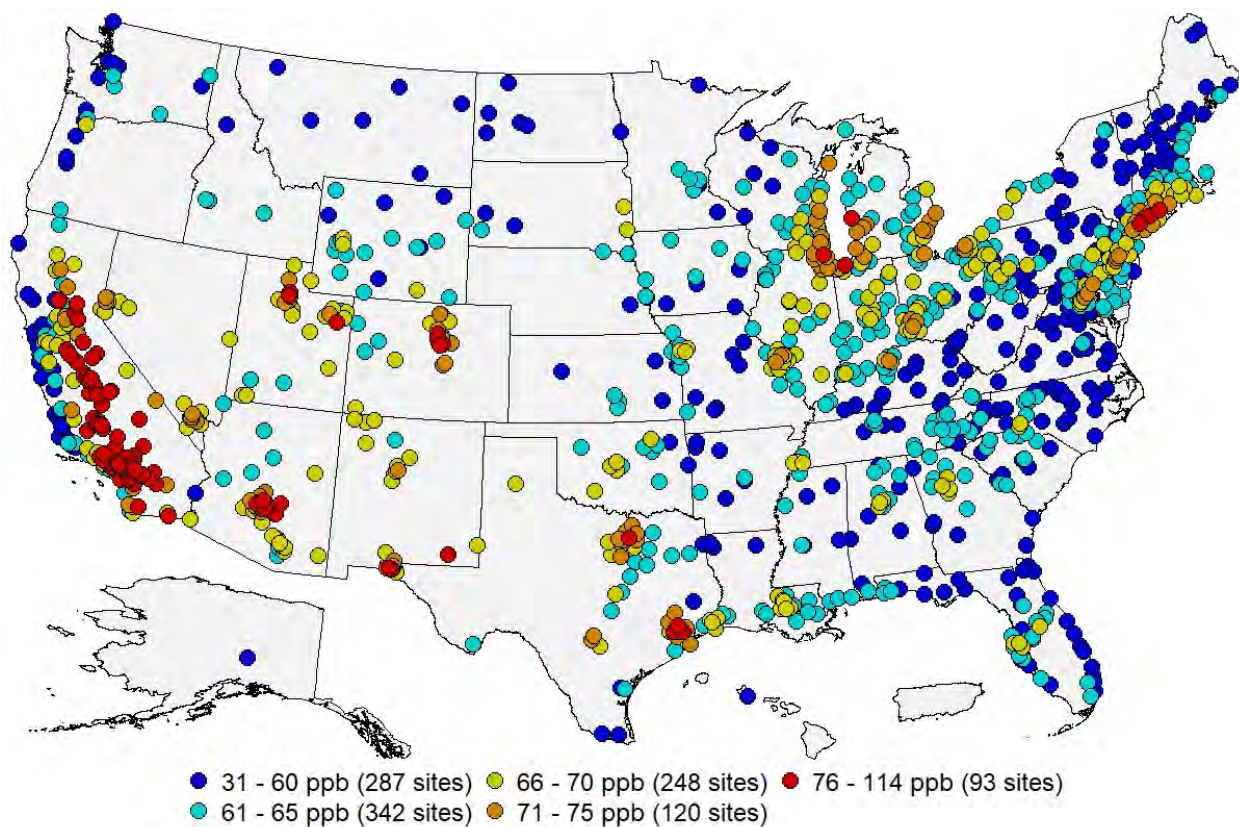 31 - 60 ppb (287 sites) 66 - 70 ppb (248 sites) 76 - 114 ppb (93 sites)
61 - 65 ppb (342 sites) 71 - 75 ppb (120 sites)